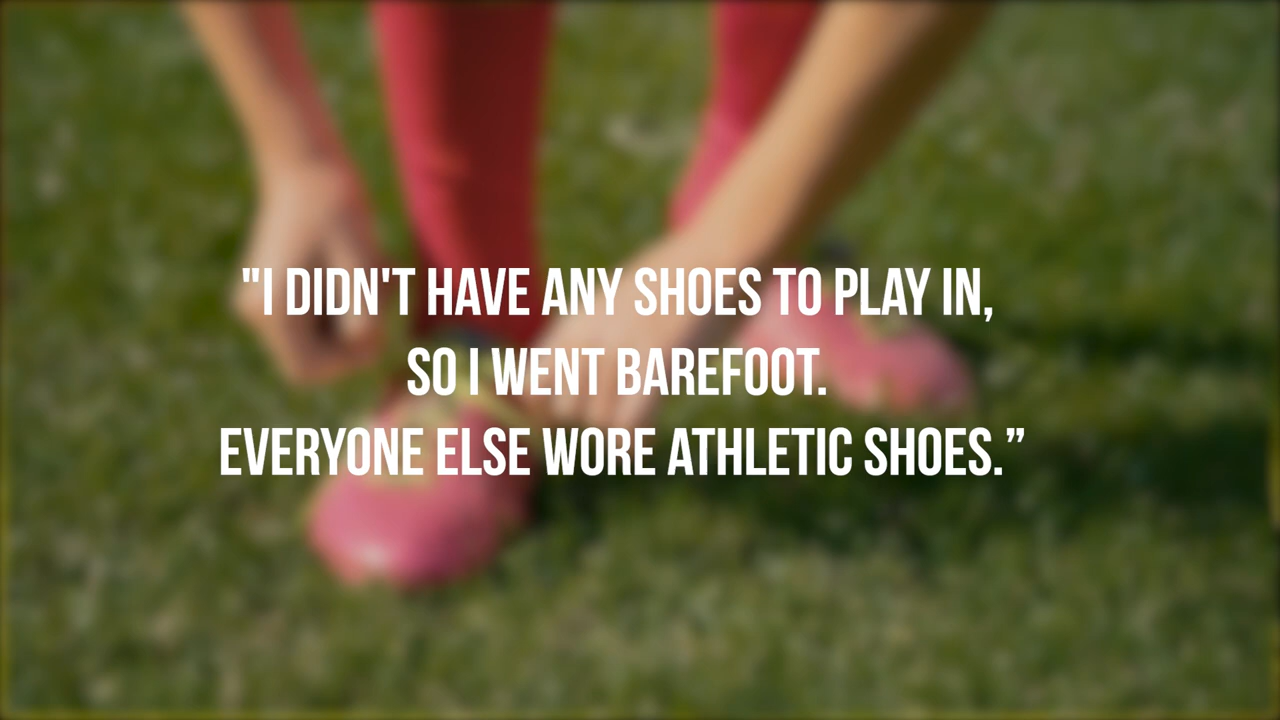 "I DIDN'T HAVE ANY SHOES TO PLAY IN,
SO I WENT BAREFOOT.
EVERYONE ELSE WORE ATHLETIC SHOES.”